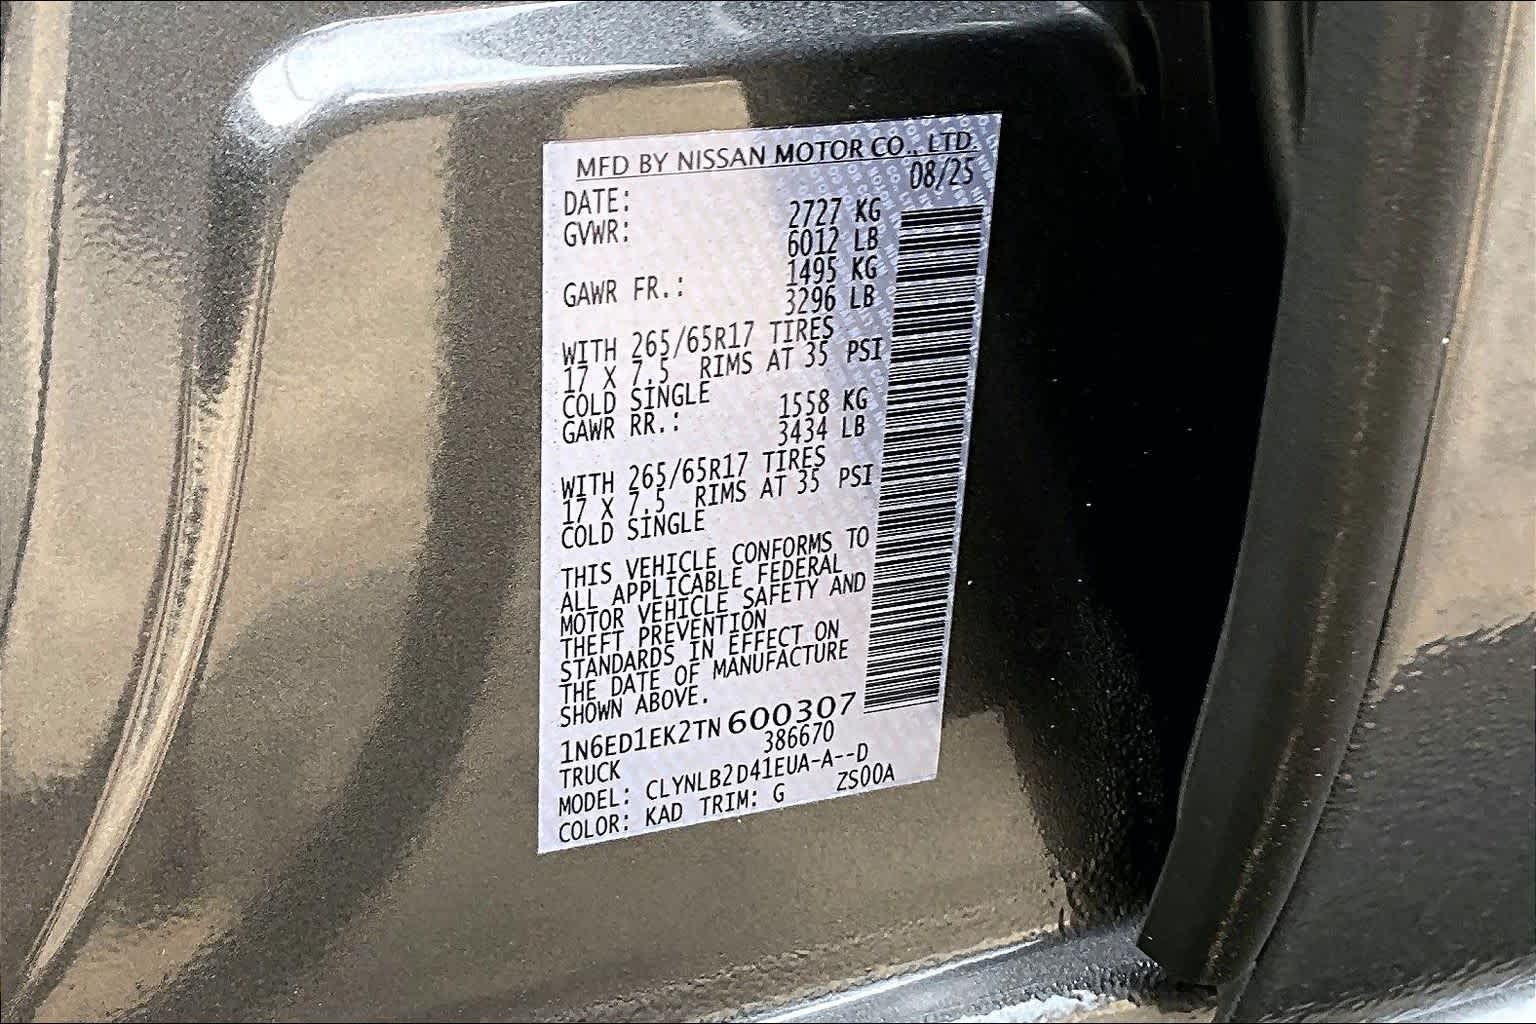 MFD BY NISSAN MOTOR CO., LTD.
DATE: 08/25
GVWR: 2727 KG
6012 LB
GAWR FR.: 1495 KG
3296 LB
WITH 265/65R17 TIRES
17 X 7.5 RIMS AT 35 PSI
COLD SINGLE
GAWR RR.: 1558 KG
3434 LB
WITH 265/65R17 TIRES
17 X 7.5 RIMS AT 35 PSI
COLD SINGLE
THIS VEHICLE CONFORMS TO
ALL APPLICABLE FEDERAL
MOTOR VEHICLE SAFETY AND
THEFT PREVENTION
STANDARDS IN EFFECT ON
THE DATE OF MANUFACTURE
SHOWN ABOVE.
1N6ED1EK2TN600307
TRUCK 386670
MODEL: CLYNLB2D41EUA-A--D
COLOR: KAD TRIM: G ZS00A